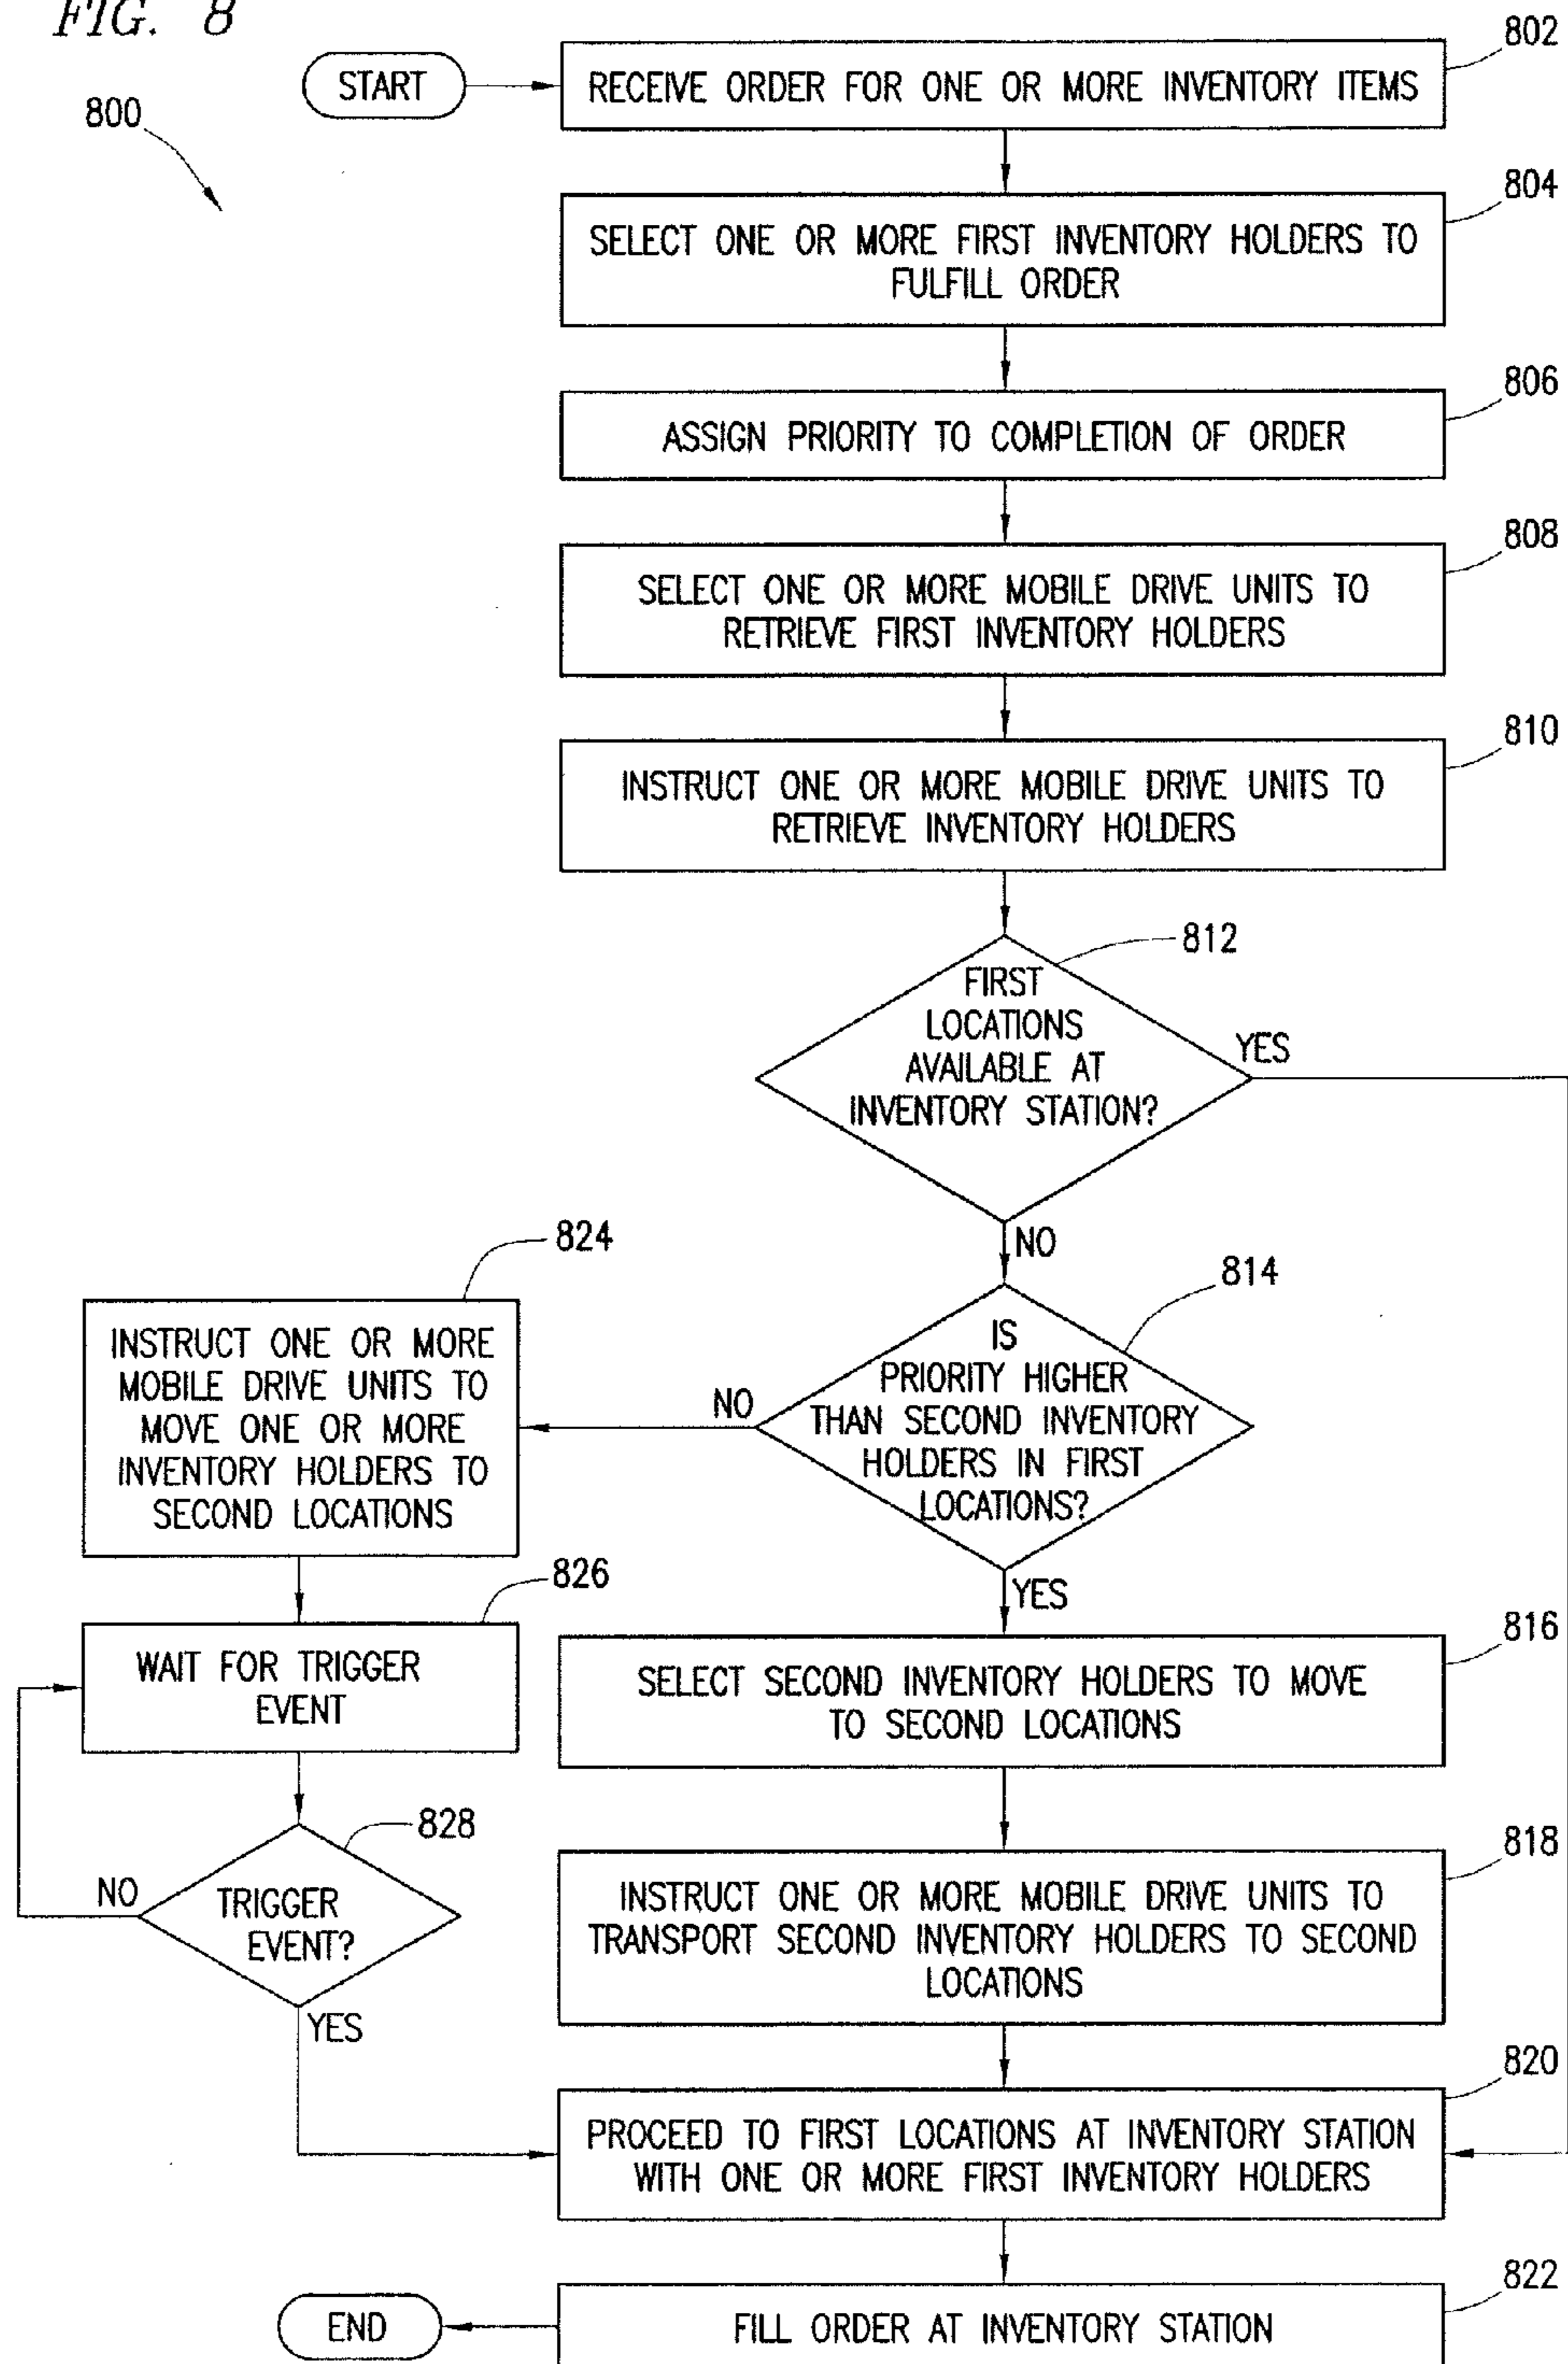 FIG. 8
800
START
802
RECEIVE ORDER FOR ONE OR MORE INVENTORY ITEMS
804
SELECT ONE OR MORE FIRST INVENTORY HOLDERS TO
FULFILL ORDER
806
ASSIGN PRIORITY TO COMPLETION OF ORDER
808
SELECT ONE OR MORE MOBILE DRIVE UNITS TO
RETRIEVE FIRST INVENTORY HOLDERS
810
INSTRUCT ONE OR MORE MOBILE DRIVE UNITS TO
RETRIEVE INVENTORY HOLDERS
812
FIRST
LOCATIONS
AVAILABLE AT
INVENTORY STATION?
YES
NO
814
IS
PRIORITY HIGHER
THAN SECOND INVENTORY
HOLDERS IN FIRST
LOCATIONS?
NO
YES
824
INSTRUCT ONE OR MORE
MOBILE DRIVE UNITS TO
MOVE ONE OR MORE
INVENTORY HOLDERS TO
SECOND LOCATIONS
826
WAIT FOR TRIGGER
EVENT
828
TRIGGER
EVENT?
NO
YES
816
SELECT SECOND INVENTORY HOLDERS TO MOVE
TO SECOND LOCATIONS
818
INSTRUCT ONE OR MORE MOBILE DRIVE UNITS TO
TRANSPORT SECOND INVENTORY HOLDERS TO SECOND
LOCATIONS
820
PROCEED TO FIRST LOCATIONS AT INVENTORY STATION
WITH ONE OR MORE FIRST INVENTORY HOLDERS
822
FILL ORDER AT INVENTORY STATION
END